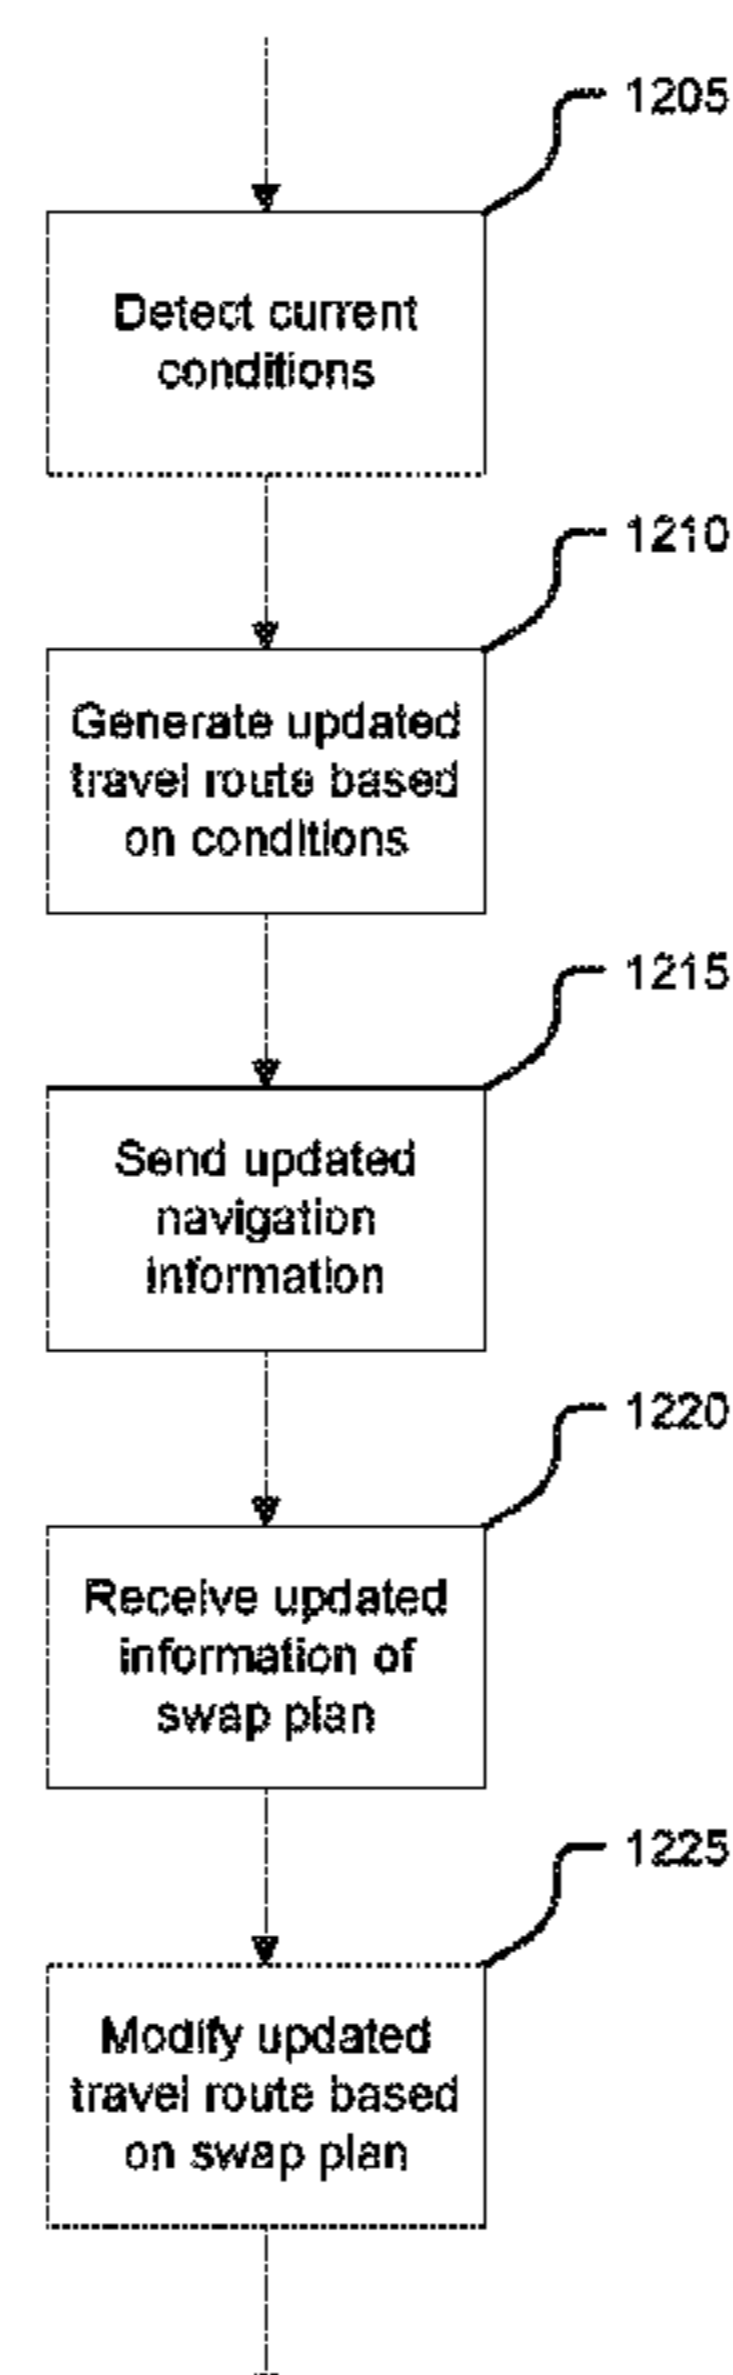 1205
Detect current
conditions
1210
Generate updated
travel route based
on conditions
1215
Send updated
navigation
information
1220
Receive updated
information of
swap plan
1225
Modify updated
travel route based
on swap plan